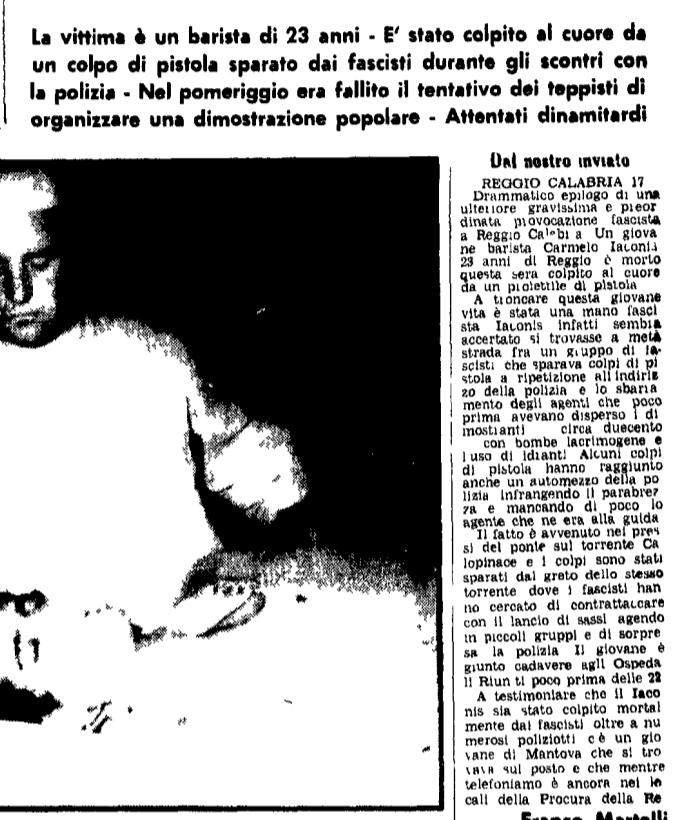 La vittima è un barista di 23 anni - E' stato colpito al cuore da
un colpo di pistola sparato dai fascisti durante gli scontri con
la polizia - Nel pomeriggio era fallito il tentativo dei teppisti di
organizzare una dimostrazione popolare - Attentati dinamitardi
Dal nostro inviato
REGGIO CALABRIA 17
Drammatico epilogo di una
ulteriore gravissima e preor
dinata provocazione fascista
a Reggio Calabria Un giova
ne barista Carmelo Iaconis
23 anni di Reggio è morto
questa sera colpito al cuore
da un proiettile di pistola
A troncare questa giovane
vita è stata una mano fasci
sta Iaconis infatti sembra
accertato si trovasse a metà
strada fra un gruppo di fa-
scisti che sparava colpi di pi
stola a ripetizione all indiriz
zo della polizia e lo sbarra
mento degli agenti che poco
prima avevano disperso i di
mostranti circa duecento
con bombe lacrimogene e
l uso di idranti Alcuni colpi
di pistola hanno raggiunto
anche un automezzo della po
lizia infrangendo il parabrez
za e mancando di poco lo
agente che ne era alla guida
Il fatto è avvenuto nei pres
si del ponte sul torrente Ca
lopinace e i colpi sono stati
sparati dal greto dello stesso
torrente dove i fascisti han
no cercato di contrattaccare
con il lancio di sassi agendo
in piccoli gruppi e di sorpre
sa la polizia Il giovane è
giunto cadavere agli Ospeda
li Riun ti poco prima delle 22
A testimoniare che il Iaco
nis sia stato colpito mortal
mente dai fascisti oltre a nu
merosi poliziotti c è un gio
vane di Mantova che si tro
vava sul posto e che mentre
telefoniamo è ancora nei lo
cali della Procura della Re
Franco Martelli